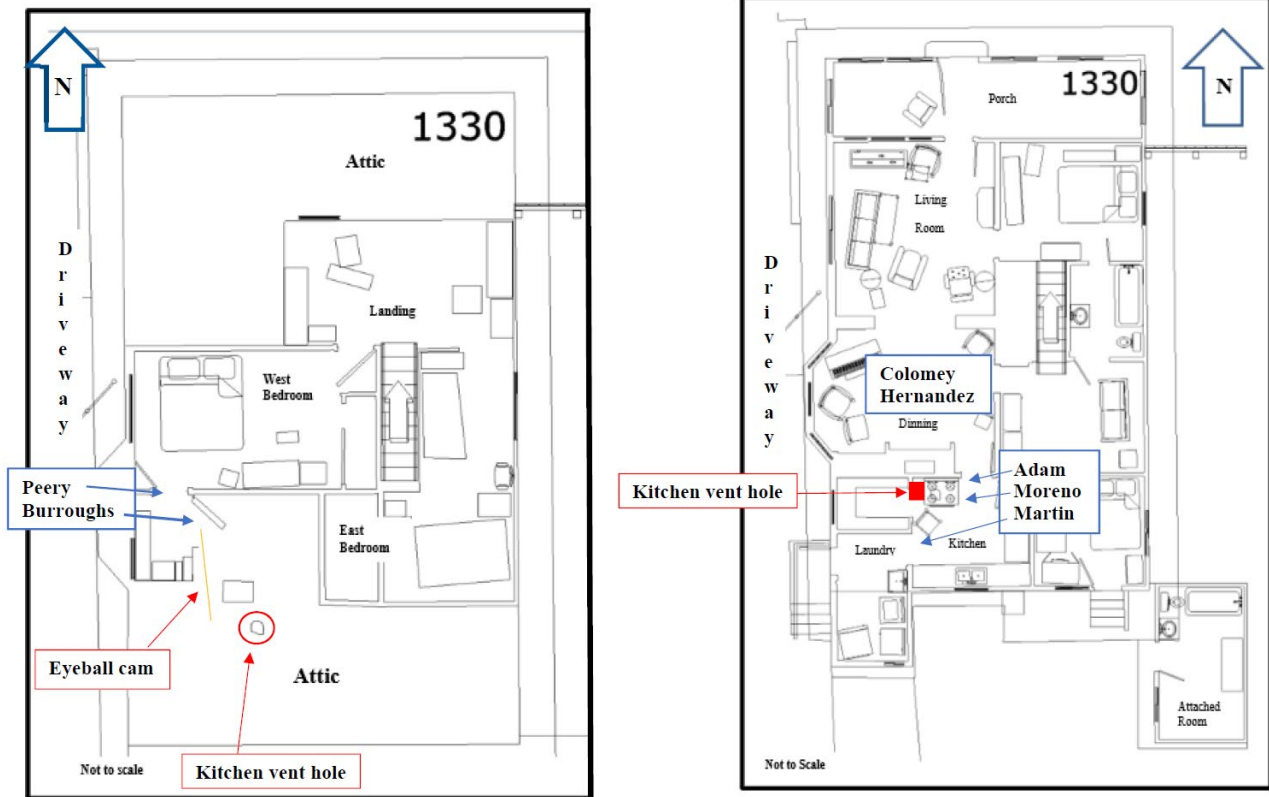 N
1330
Attic
Driveway
Landing
West
Bedroom
Peery
Burroughs
East
Bedroom
Eyeball cam
Attic
Kitchen vent hole
Not to scale
1330
N
Porch
Living
Room
Driveway
Colomey
Hernandez
Dinning
Kitchen vent hole
Adam
Moreno
Martin
Laundry
Kitchen
Attached
Room
Not to Scale